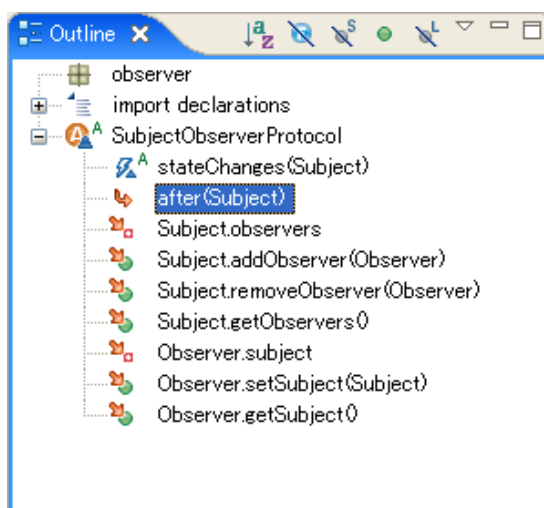 Outline
observer
import declarations
SubjectObserverProtocol
stateChanges(Subject)
after(Subject)
Subject.observers
Subject.addObserver(Observer)
Subject.removeObserver(Observer)
Subject.getObservers()
Observer.subject
Observer.setSubject(Subject)
Observer.getSubject()